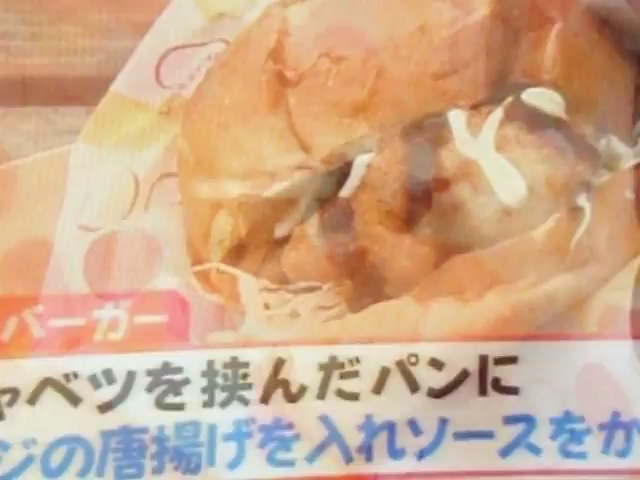 バーガー
ャベツを挟んだパンに
ジの唐揚げを入れソースをか